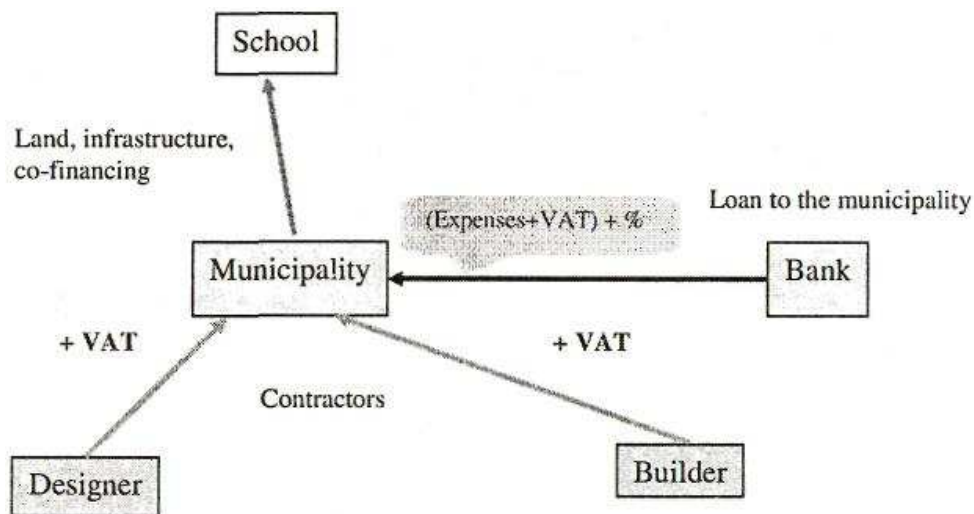 School
Land, infrastructure,
co-financing
(Expenses+VAT) + %
Loan to the municipality
Municipality
Bank
+ VAT
+ VAT
Contractors
Designer
Builder